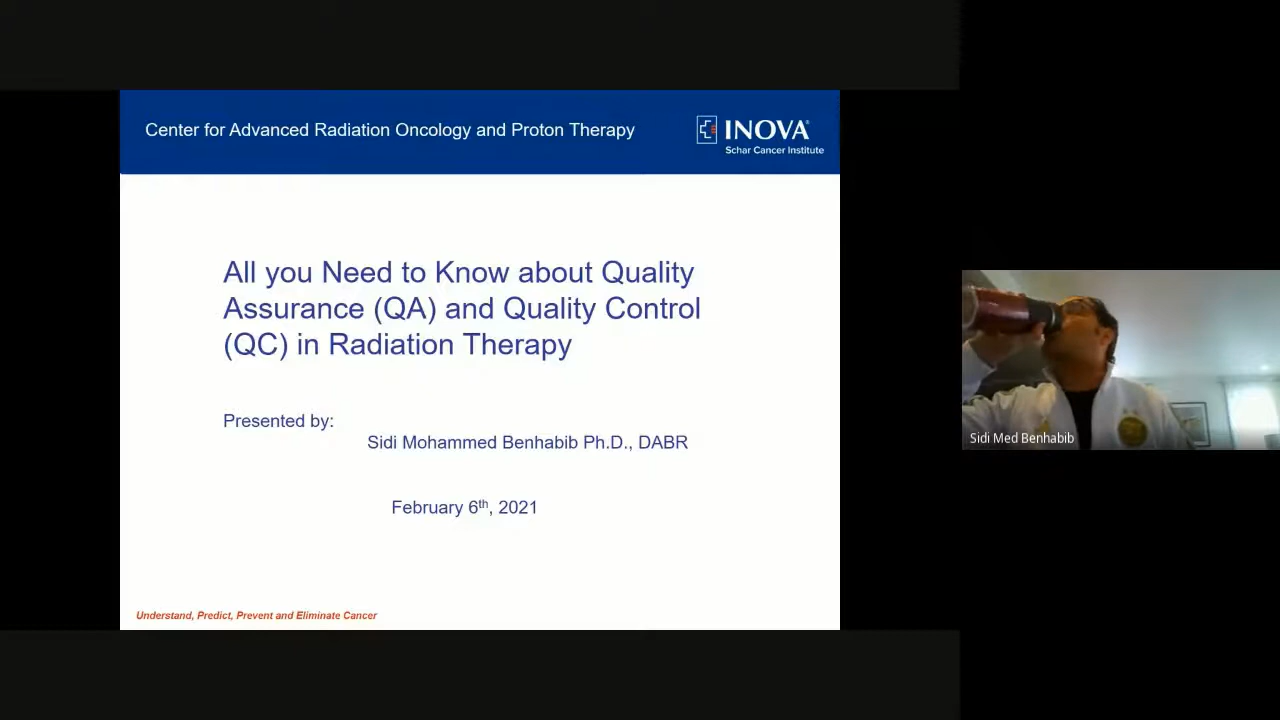 Center for Advanced Radiation Oncology and Proton Therapy
INOVA®
Schar Cancer Institute
All you Need to Know about Quality
Assurance (QA) and Quality Control
(QC) in Radiation Therapy
Presented by:
Sidi Mohammed Benhabib Ph.D., DABR
February 6th, 2021
Understand, Predict, Prevent and Eliminate Cancer
Sidi Med Benhabib